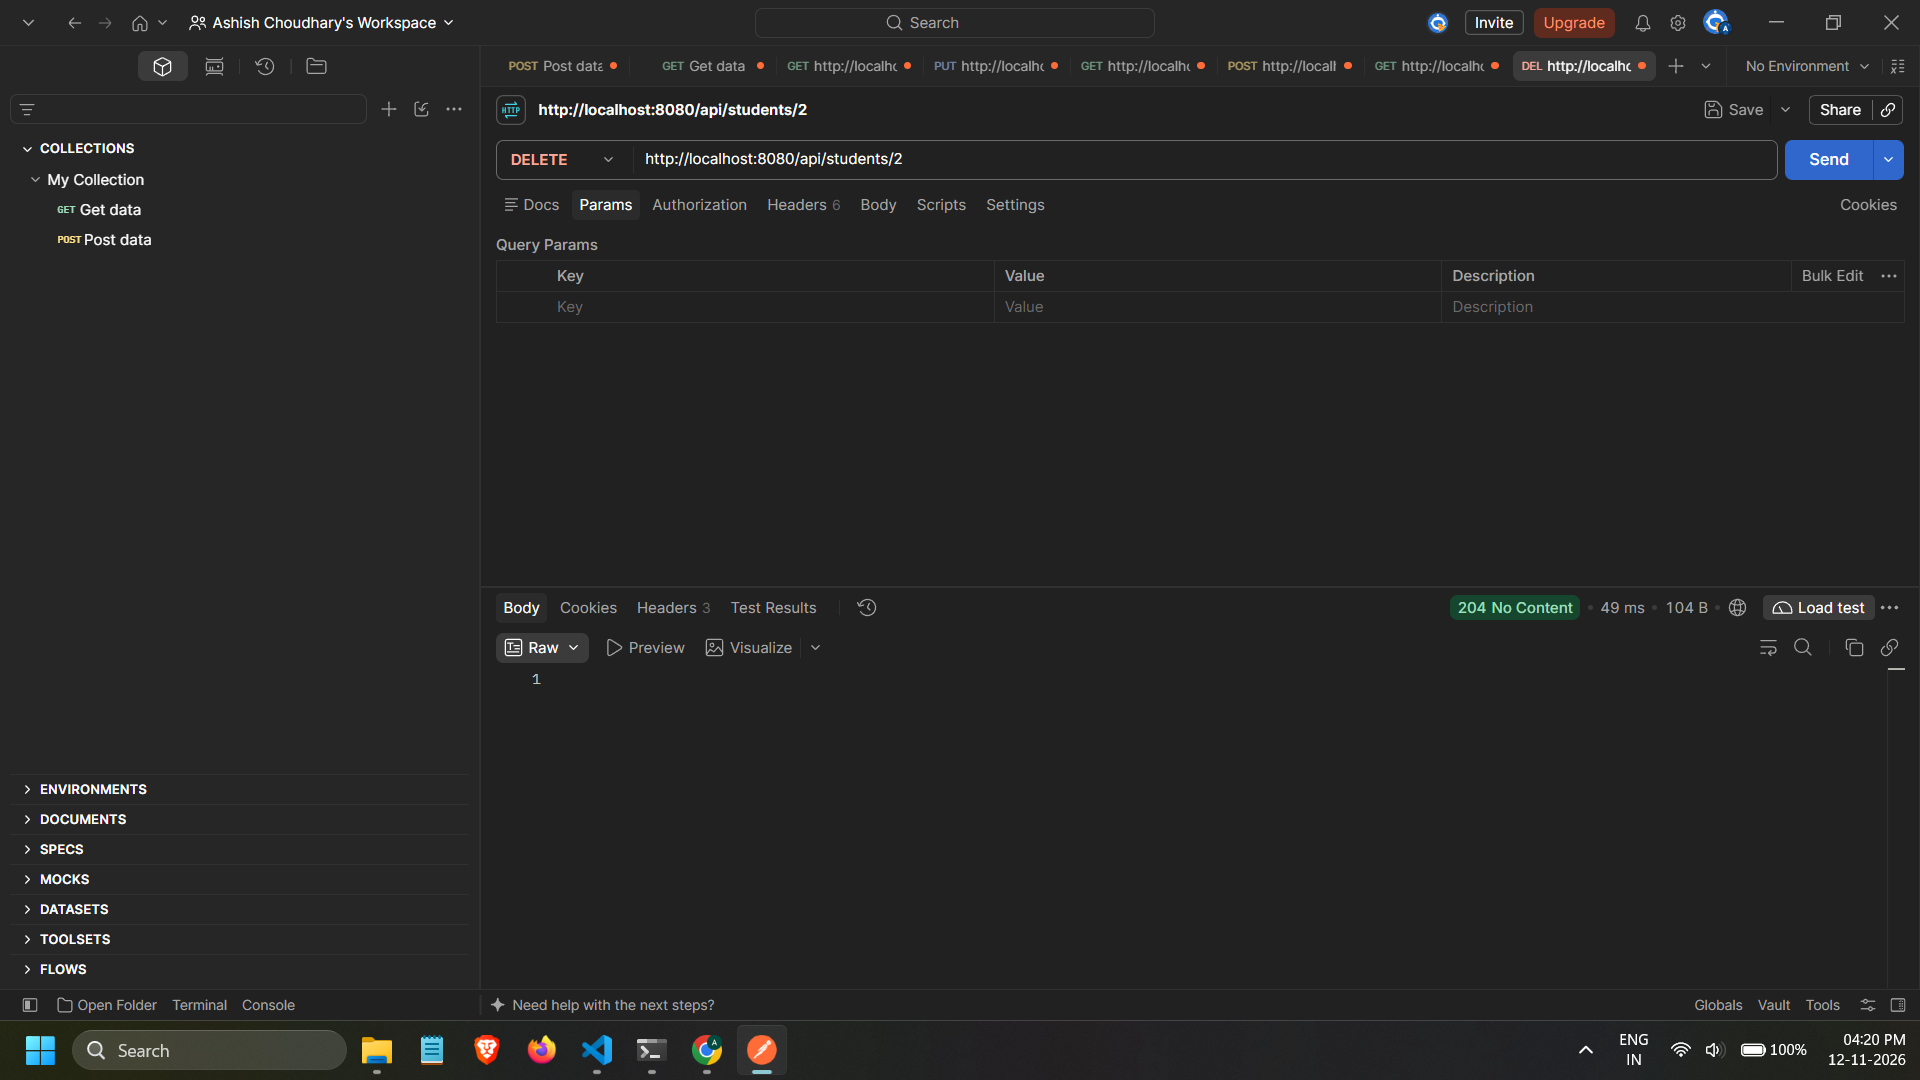 Ashish Choudhary's Workspace
Search
Invite
Upgrade
POST Post data
GET Get data
GET http://localhc
PUT http://localhc
GET http://localhc
POST http://locall
GET http://localhc
DEL http://localhc
No Environment
HTTP http://localhost:8080/api/students/2
Save
Share
COLLECTIONS
My Collection
GET Get data
POST Post data
DELETE http://localhost:8080/api/students/2
Send
Docs Params Authorization Headers 6 Body Scripts Settings
Cookies
Query Params
Key Value Description Bulk Edit
Key Value Description
Body Cookies Headers 3 Test Results
204 No Content 49 ms 104 B
Load test
Raw Preview Visualize
1
ENVIRONMENTS
DOCUMENTS
SPECS
MOCKS
DATASETS
TOOLSETS
FLOWS
Open Folder Terminal Console
Need help with the next steps?
Globals Vault Tools
Search
ENG
IN
100%
04:20 PM
12-11-2026